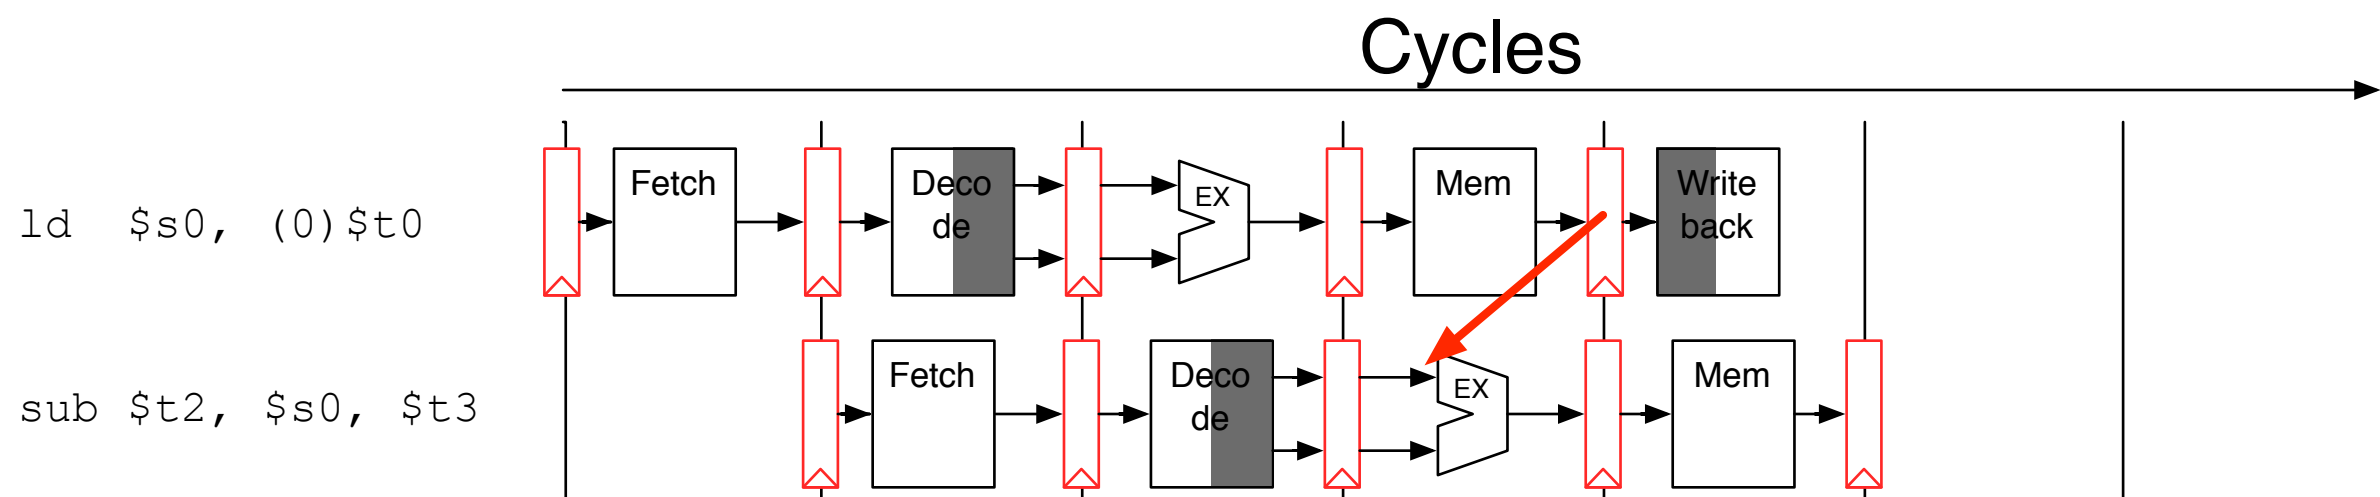 Cycles
ld $s0, (0)$t0
Fetch
Deco
de
EX
Mem
Write
back
sub $t2, $s0, $t3
Fetch
Deco
de
EX
Mem